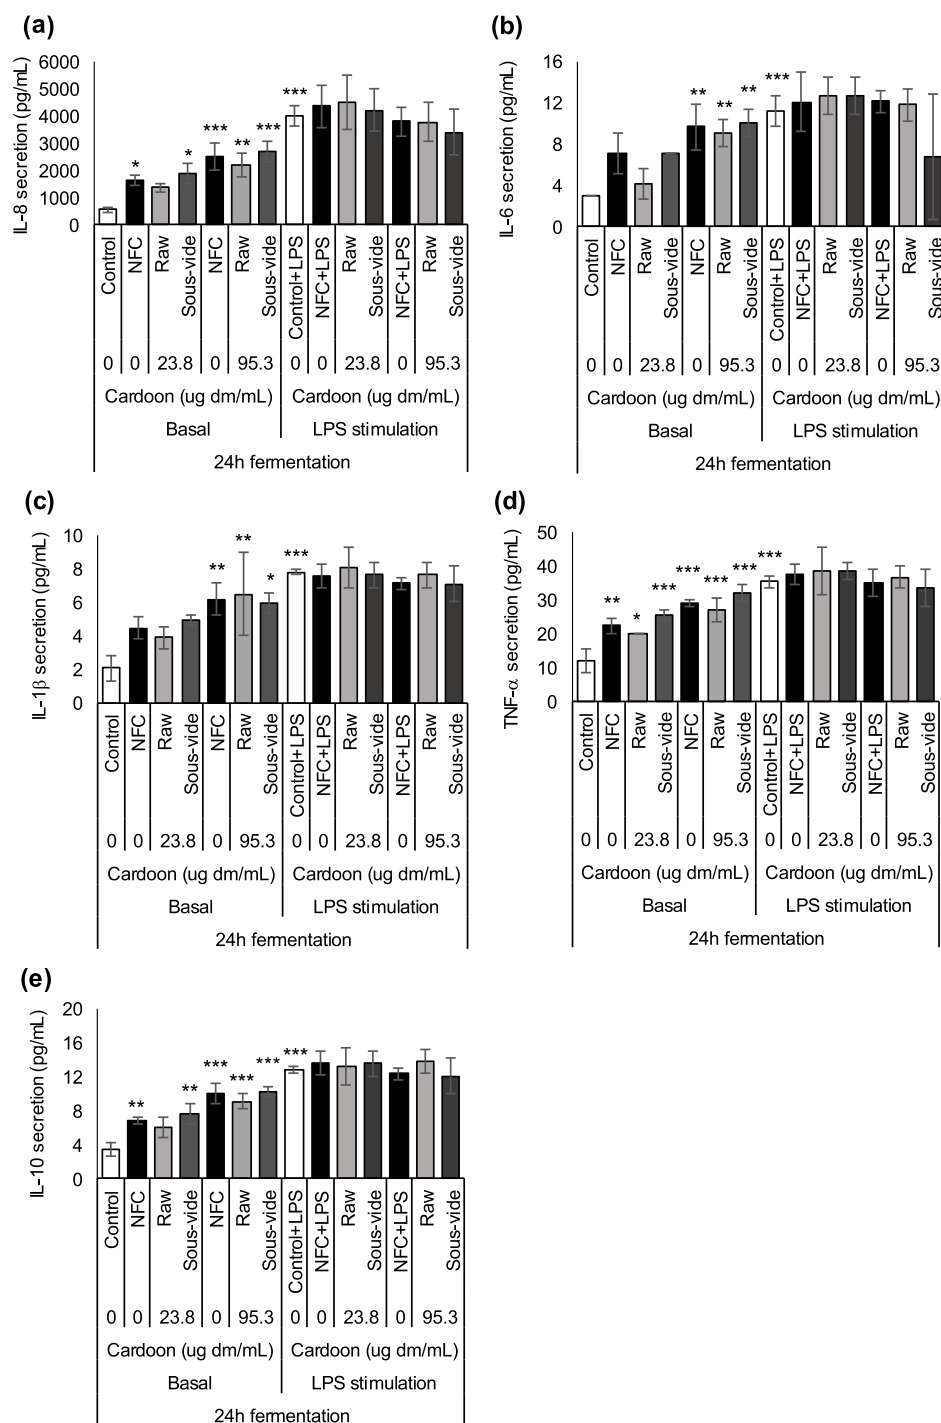 (a)
IL-8 secretion (pg/mL)
6000
5000
4000
3000
2000
1000
0
* * *** ** *** ***
Control NFC Raw Sous-vide NFC Raw Sous-vide Control+LPS NFC+LPS Raw Sous-vide NFC+LPS Raw Sous-vide
0 0 23.8 0 95.3 0 0 23.8 0 95.3
Cardoon (ug dm/mL) Cardoon (ug dm/mL)
Basal LPS stimulation
24h fermentation
(b)
IL-6 secretion (pg/mL)
16
12
8
4
0
** ** ** ***
Control NFC Raw Sous-vide NFC Raw Sous-vide Control+LPS NFC+LPS Raw Sous-vide NFC+LPS Raw Sous-vide
0 0 23.8 0 95.3 0 0 23.8 0 95.3
Cardoon (ug dm/mL) Cardoon (ug dm/mL)
Basal LPS stimulation
24h fermentation
(c)
IL-1β secretion (pg/mL)
10
8
6
4
2
0
** ** * ***
Control NFC Raw Sous-vide NFC Raw Sous-vide Control+LPS NFC+LPS Raw Sous-vide NFC+LPS Raw Sous-vide
0 0 23.8 0 95.3 0 0 23.8 0 95.3
Cardoon (ug dm/mL) Cardoon (ug dm/mL)
Basal LPS stimulation
24h fermentation
(d)
TNF-α secretion (pg/mL)
50
40
30
20
10
0
** * *** *** *** *** ***
Control NFC Raw Sous-vide NFC Raw Sous-vide Control+LPS NFC+LPS Raw Sous-vide NFC+LPS Raw Sous-vide
0 0 23.8 0 95.3 0 0 23.8 0 95.3
Cardoon (ug dm/mL) Cardoon (ug dm/mL)
Basal LPS stimulation
24h fermentation
(e)
IL-10 secretion (pg/mL)
20
16
12
8
4
0
** ** *** *** *** ***
Control NFC Raw Sous-vide NFC Raw Sous-vide Control+LPS NFC+LPS Raw Sous-vide NFC+LPS Raw Sous-vide
0 0 23.8 0 95.3 0 0 23.8 0 95.3
Cardoon (ug dm/mL) Cardoon (ug dm/mL)
Basal LPS stimulation
24h fermentation